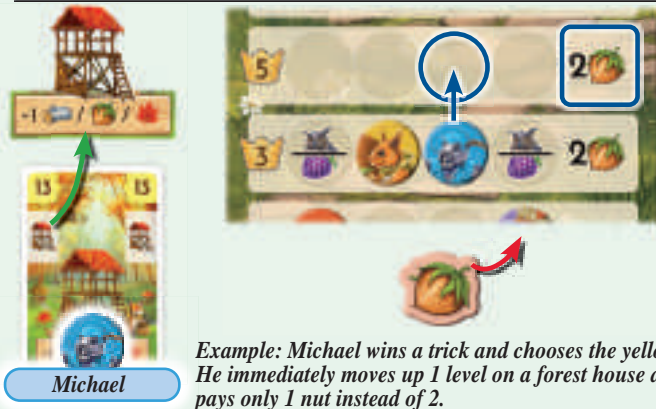 5 2
-1 / /
3 2
13 13
Michael
Example: Michael wins a trick and chooses the
He immediately moves up 1 level on a forest house
pays only 1 nut instead of 2.